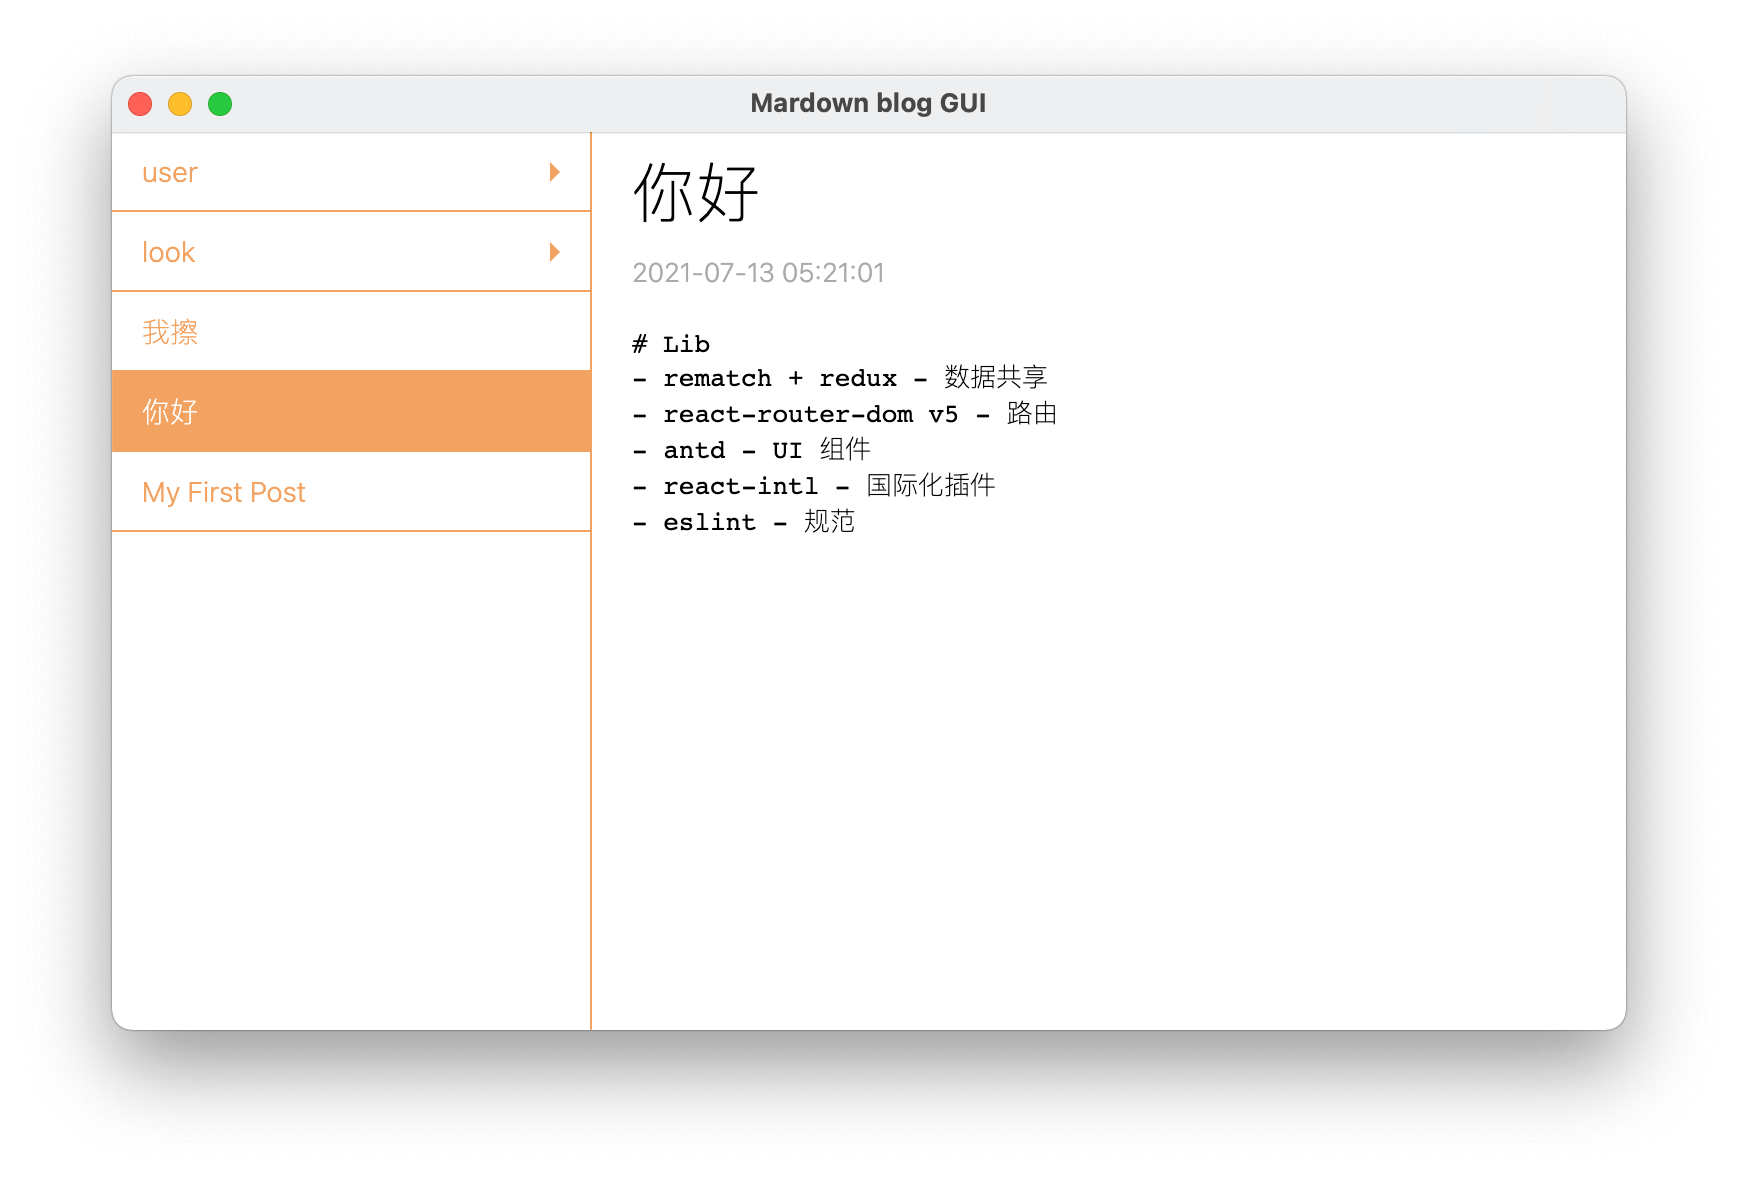 Mardown blog GUI
user
look
我擦
你好
My First Post
你好
2021-07-13 05:21:01
# Lib
- rematch + redux - 数据共享
- react-router-dom v5 - 路由
- antd - UI 组件
- react-intl - 国际化插件
- eslint - 规范